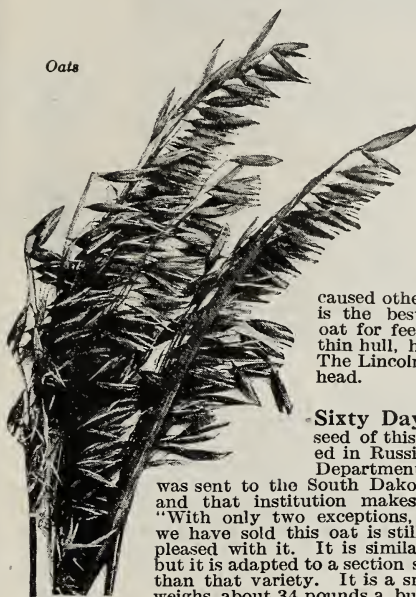 Oats
caused othe
is the bes
oat for fee
thin hull, h
The Lincoln
head.
Sixty Day
seed of this
ed in Russi
Department
was sent to the South Dako
and that institution makes
"With only two exceptions,
we have sold this oat is stil
pleased with it. It is simila
but it is adapted to a section s
than that variety. It is a sm
weighs about 34 pounds a bu